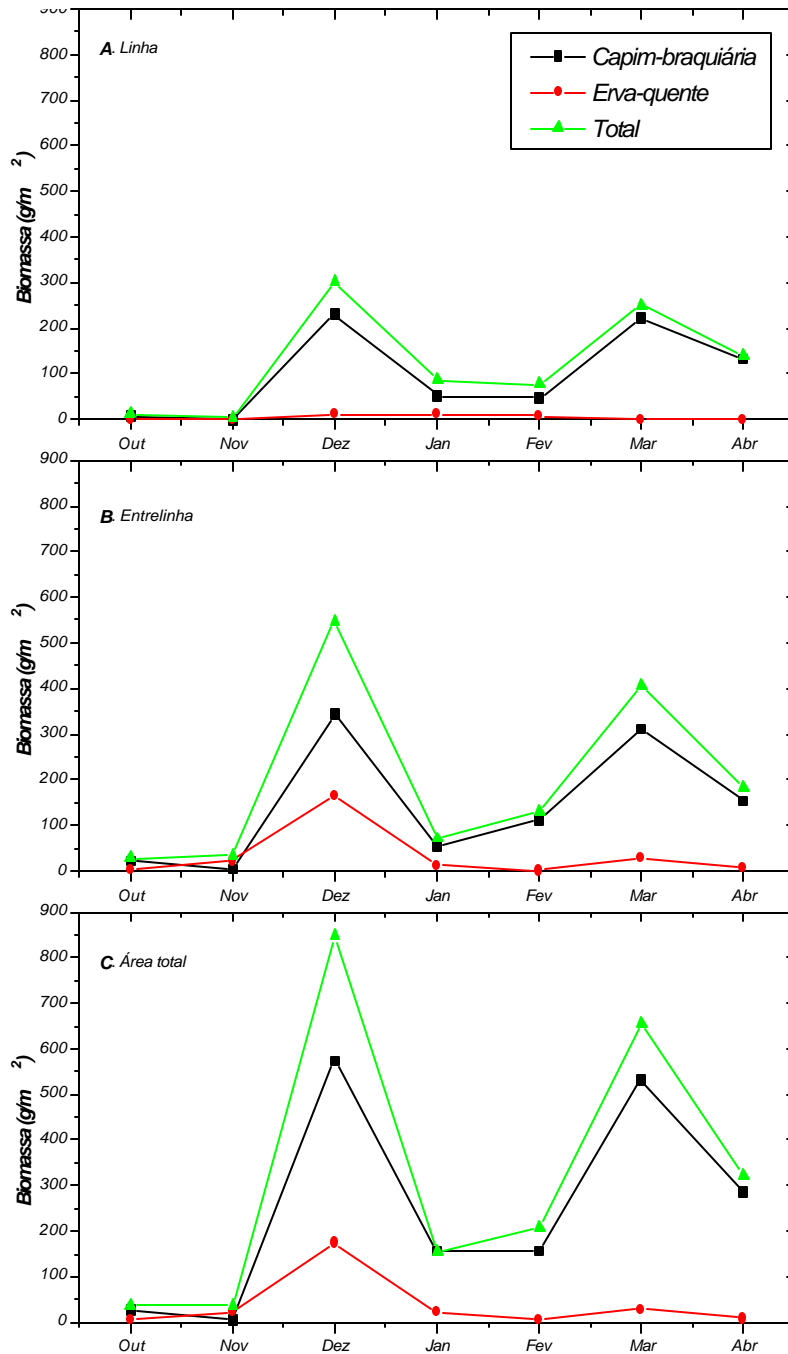 900
A. Linha
800
700
600
500
400
300
200
100
0
Biomassa (g/m²)
Capim-braquiária
Erva-quente
Total
Out Nov Dez Jan Fev Mar Abr
900
B. Entrelinha
800
700
600
500
400
300
200
100
0
Biomassa (g/m²)
Out Nov Dez Jan Fev Mar Abr
900
C. Área total
800
700
600
500
400
300
200
100
0
Biomassa (g/m²)
Out Nov Dez Jan Fev Mar Abr